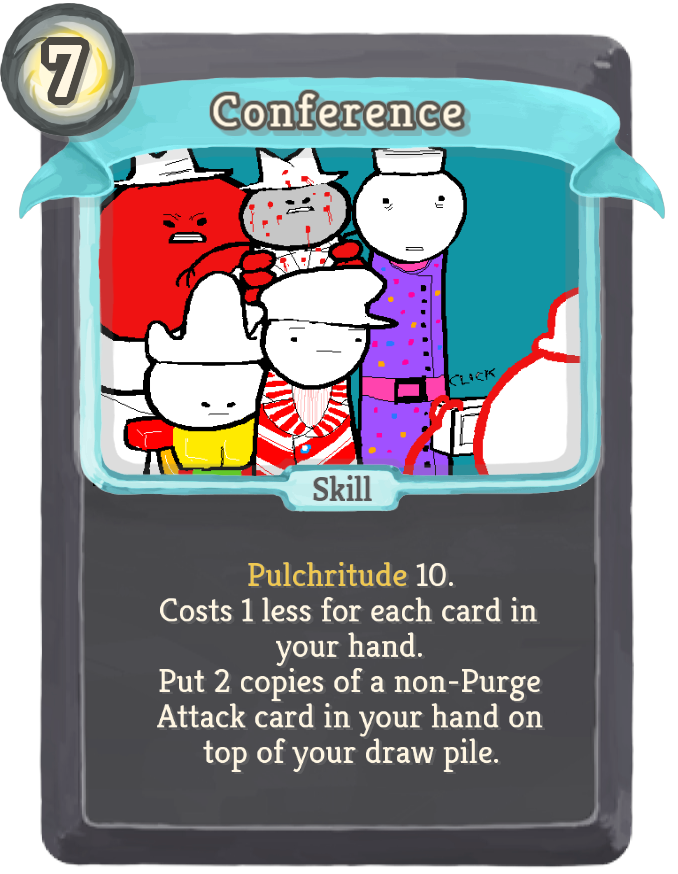 7
Conference
CLICK
Skill
Pulchritude 10.
Costs 1 less for each card in
your hand.
Put 2 copies of a non-Purge
Attack card in your hand on
top of your draw pile.